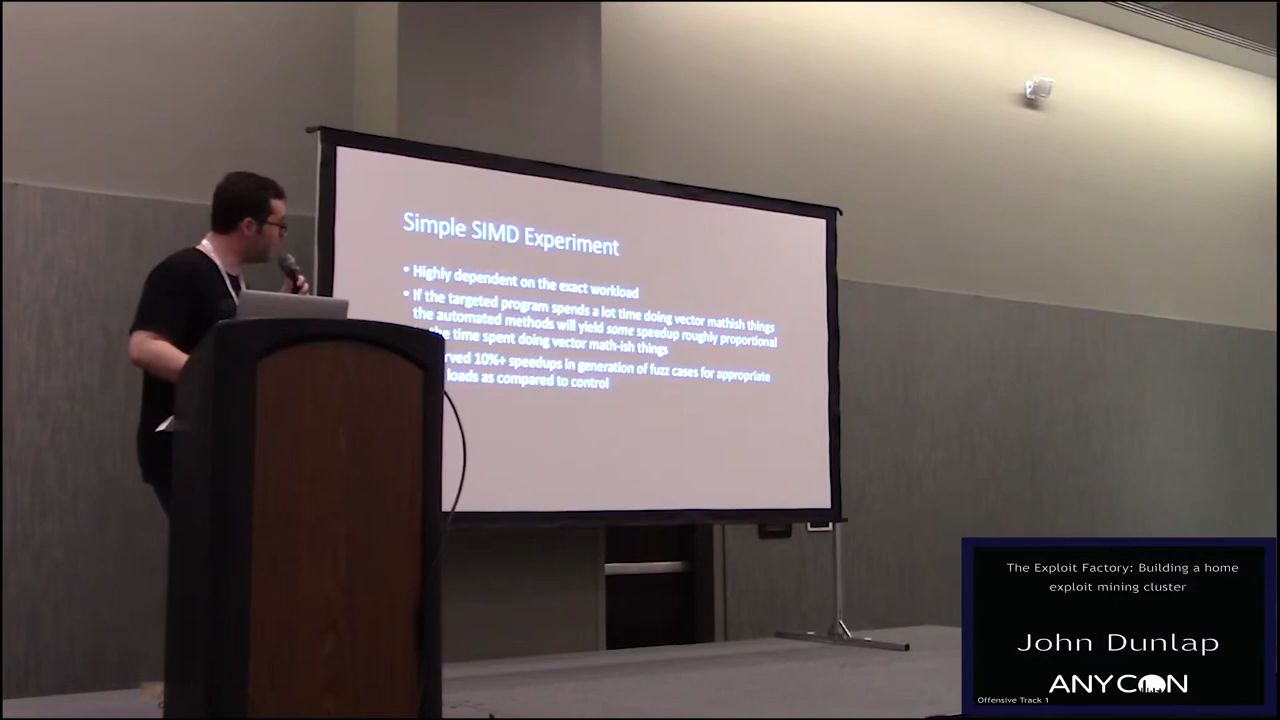 Simple SIMD Experiment
• Highly dependent on the exact workload
• If the targeted program spends a lot time doing vector mathish things
the automated methods will yield some speedup roughly proportional
the time spent doing vector math-ish things
rved 10%+ speedups in generation of fuzz cases for appropriate
loads as compared to control
The Exploit Factory: Building a home
exploit mining cluster
John Dunlap
ANYCON
Offensive Track 1